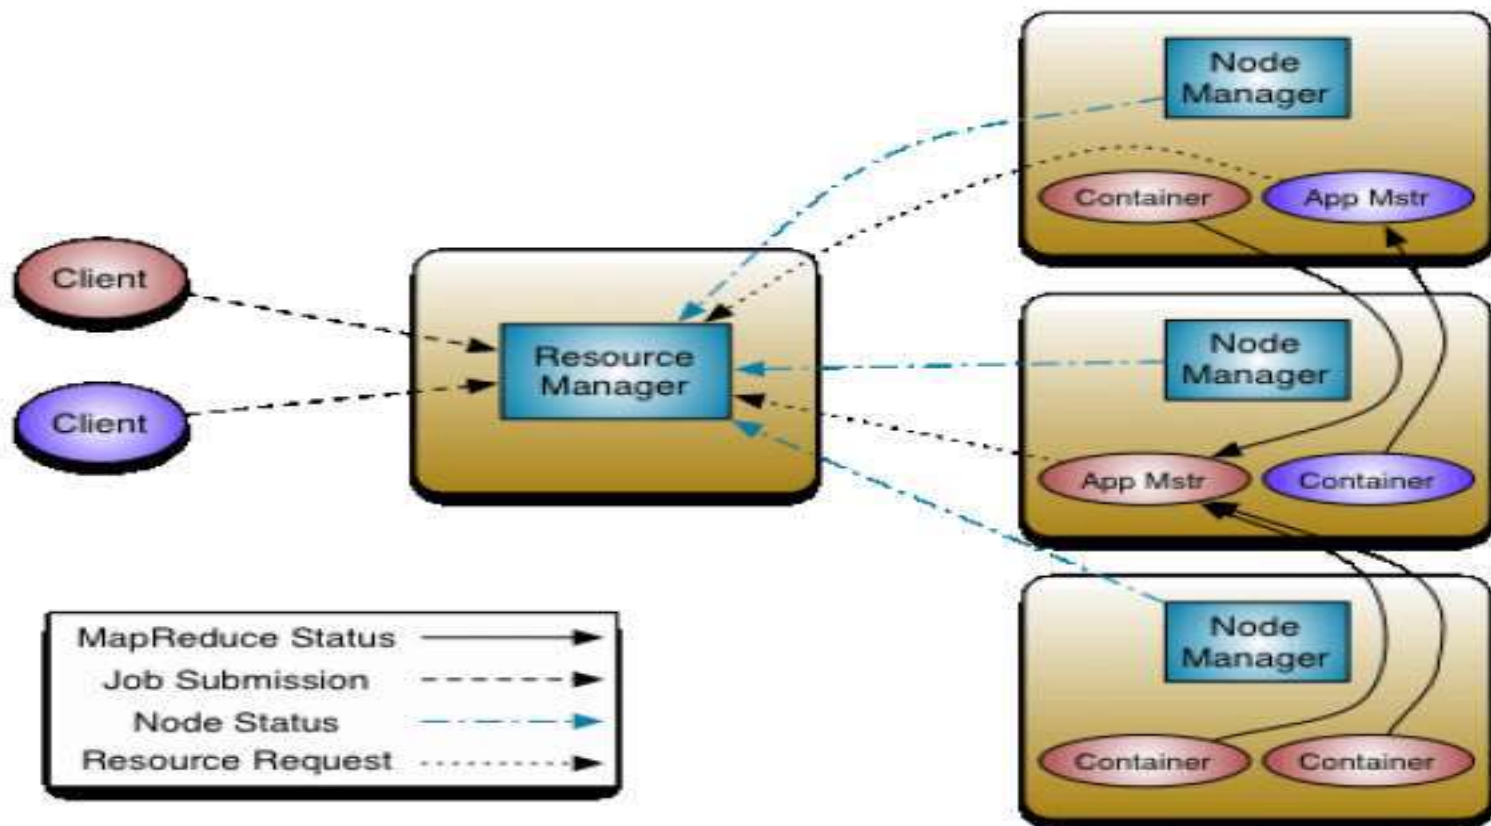 Client
Client
Resource
Manager
Node
Manager
Container
App Mstr
Node
Manager
App Mstr
Container
Node
Manager
Container
Container
MapReduce Status
Job Submission
Node Status
Resource Request